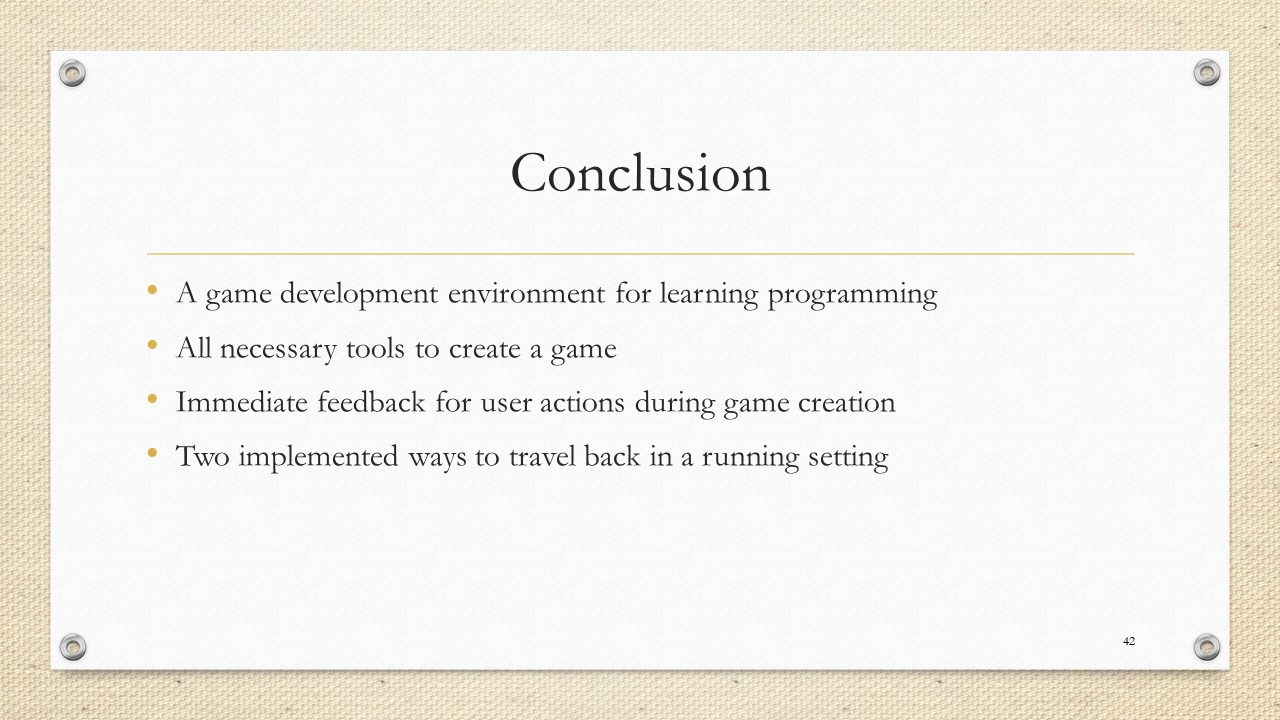 Conclusion
• A game development environment for learning programming
• All necessary tools to create a game
• Immediate feedback for user actions during game creation
• Two implemented ways to travel back in a running setting
42